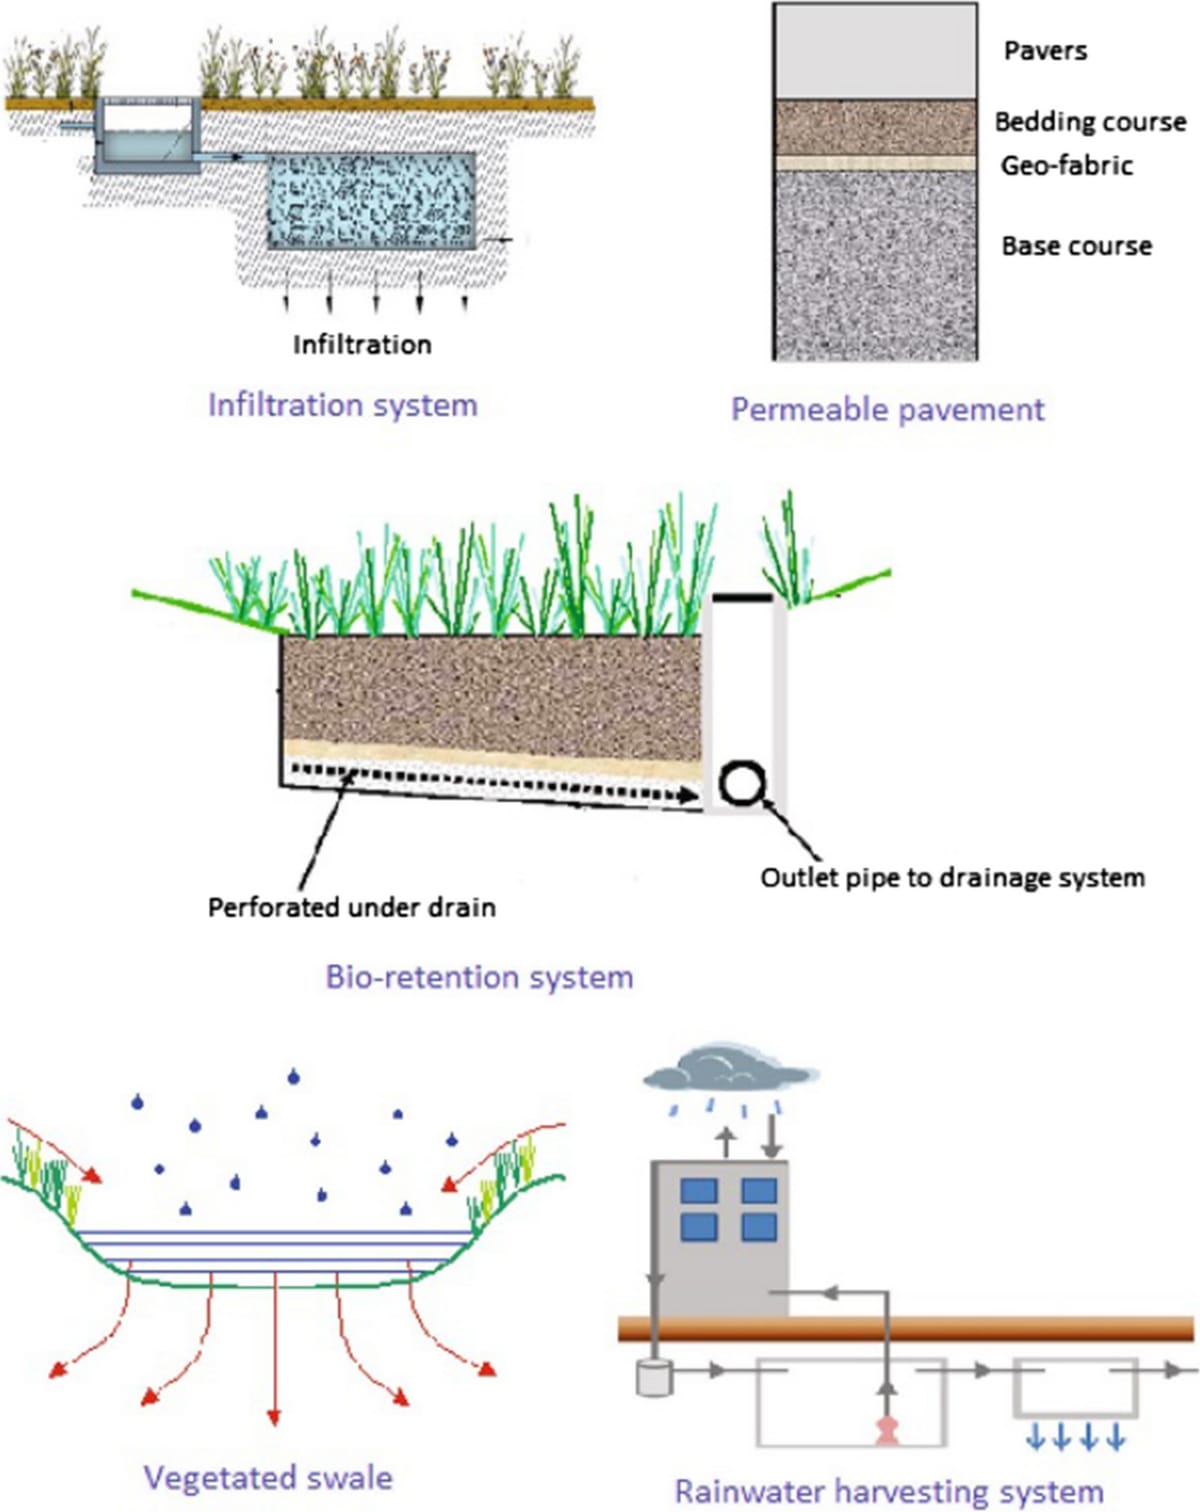 Pavers
Bedding course
Geo-fabric
Base course
Infiltration
Infiltration system
Permeable pavement
Outlet pipe to drainage system
Perforated under drain
Bio-retention system
Vegetated swale
Rainwater harvesting system